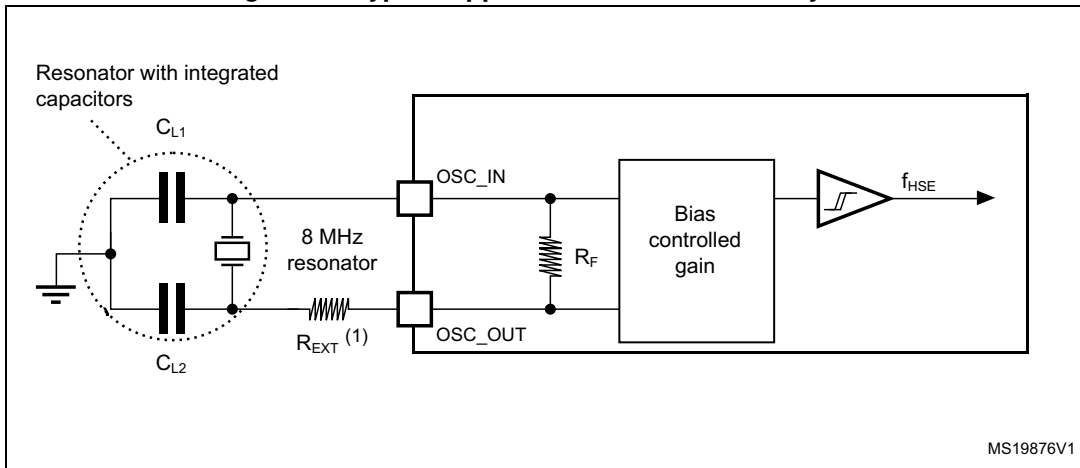 Resonator with integrated
capacitors
CL1
OSC_IN
fHSE
8 MHz
resonator
RF
Bias
controlled
gain
REXT (1)
OSC_OUT
CL2
MS19876V1